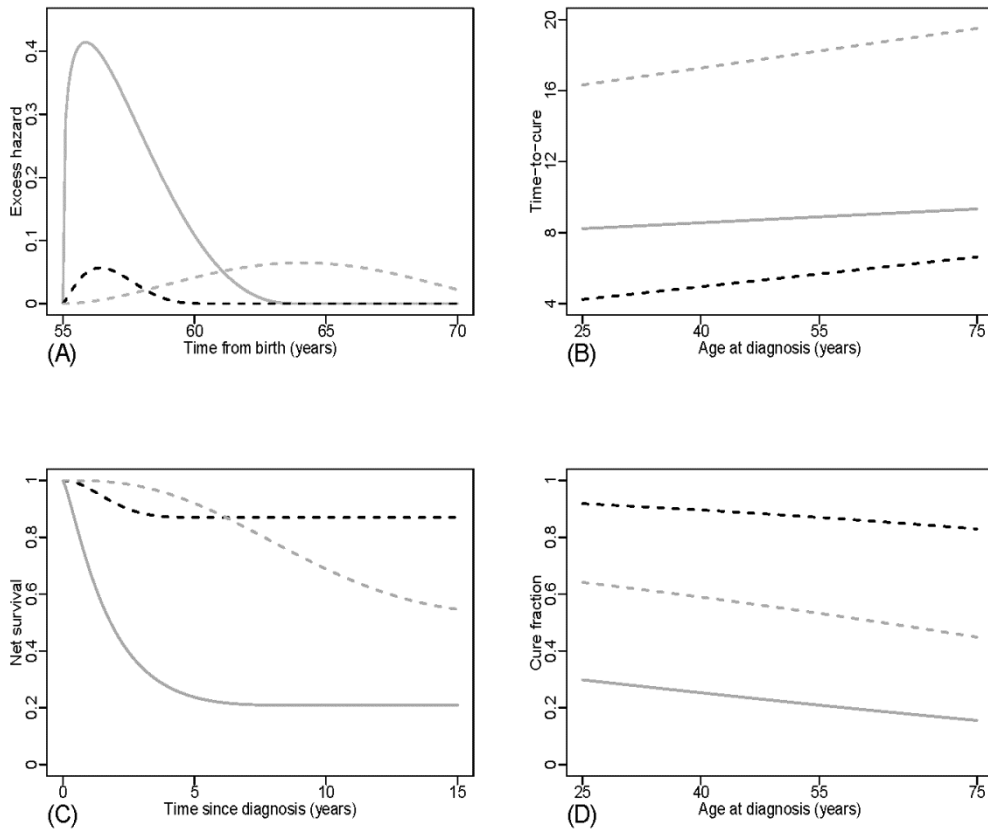 Excess hazard
0 0.1 0.2 0.3 0.4
55 60 65 70
Time from birth (years)
(A)
Time-to-cure
4 8 12 16 20
25 40 55 75
Age at diagnosis (years)
(B)
Net survival
0 0.2 0.4 0.6 0.8 1
0 5 10 15
Time since diagnosis (years)
(C)
Cure fraction
0 0.2 0.4 0.6 0.8 1
25 40 55 75
Age at diagnosis (years)
(D)